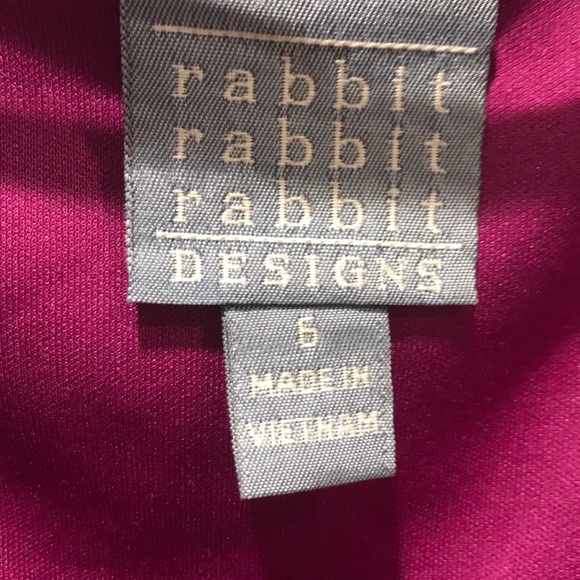 rabbit
rabbit
rabbit
DESIGNS
6
MADE IN
VIETNAM